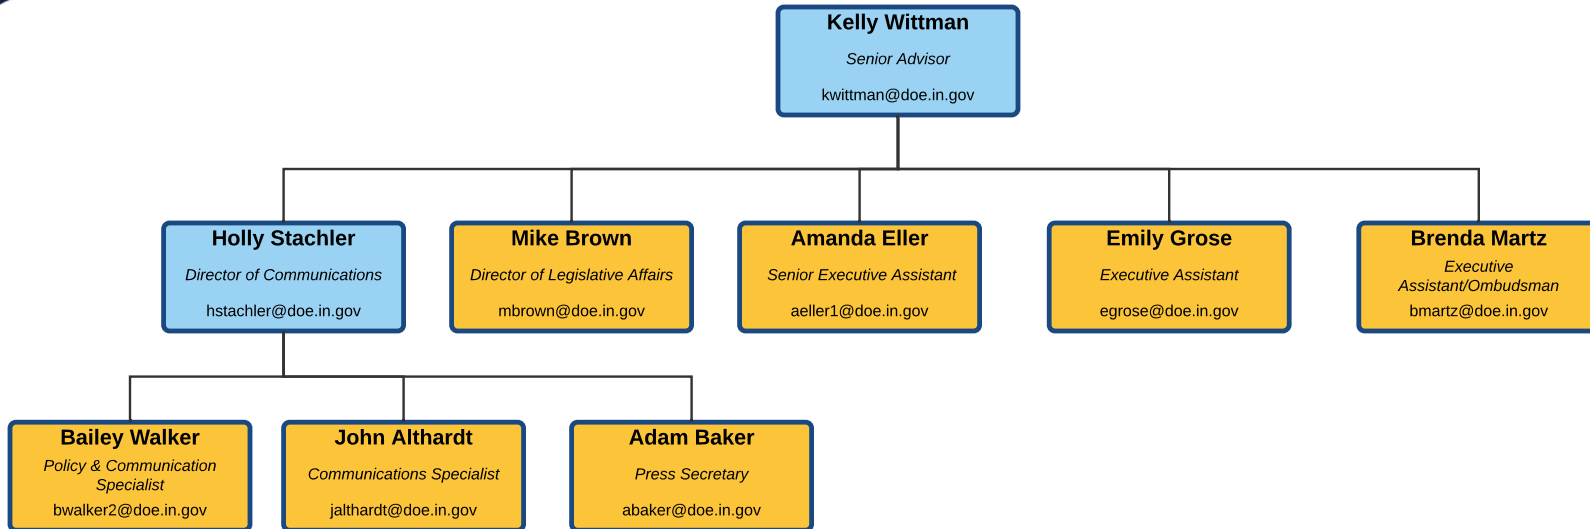 Kelly Wittman
Senior Advisor
kwittman@doe.in.gov
Holly Stachler
Director of Communications
hstachler@doe.in.gov
Mike Brown
Director of Legislative Affairs
mbrown@doe.in.gov
Amanda Eller
Senior Executive Assistant
aeller1@doe.in.gov
Emily Grose
Executive Assistant
egrose@doe.in.gov
Brenda Martz
Executive
Assistant/Ombudsman
bmartz@doe.in.gov
Bailey Walker
Policy & Communication
Specialist
bwalker2@doe.in.gov
John Althardt
Communications Specialist
jalthardt@doe.in.gov
Adam Baker
Press Secretary
abaker@doe.in.gov